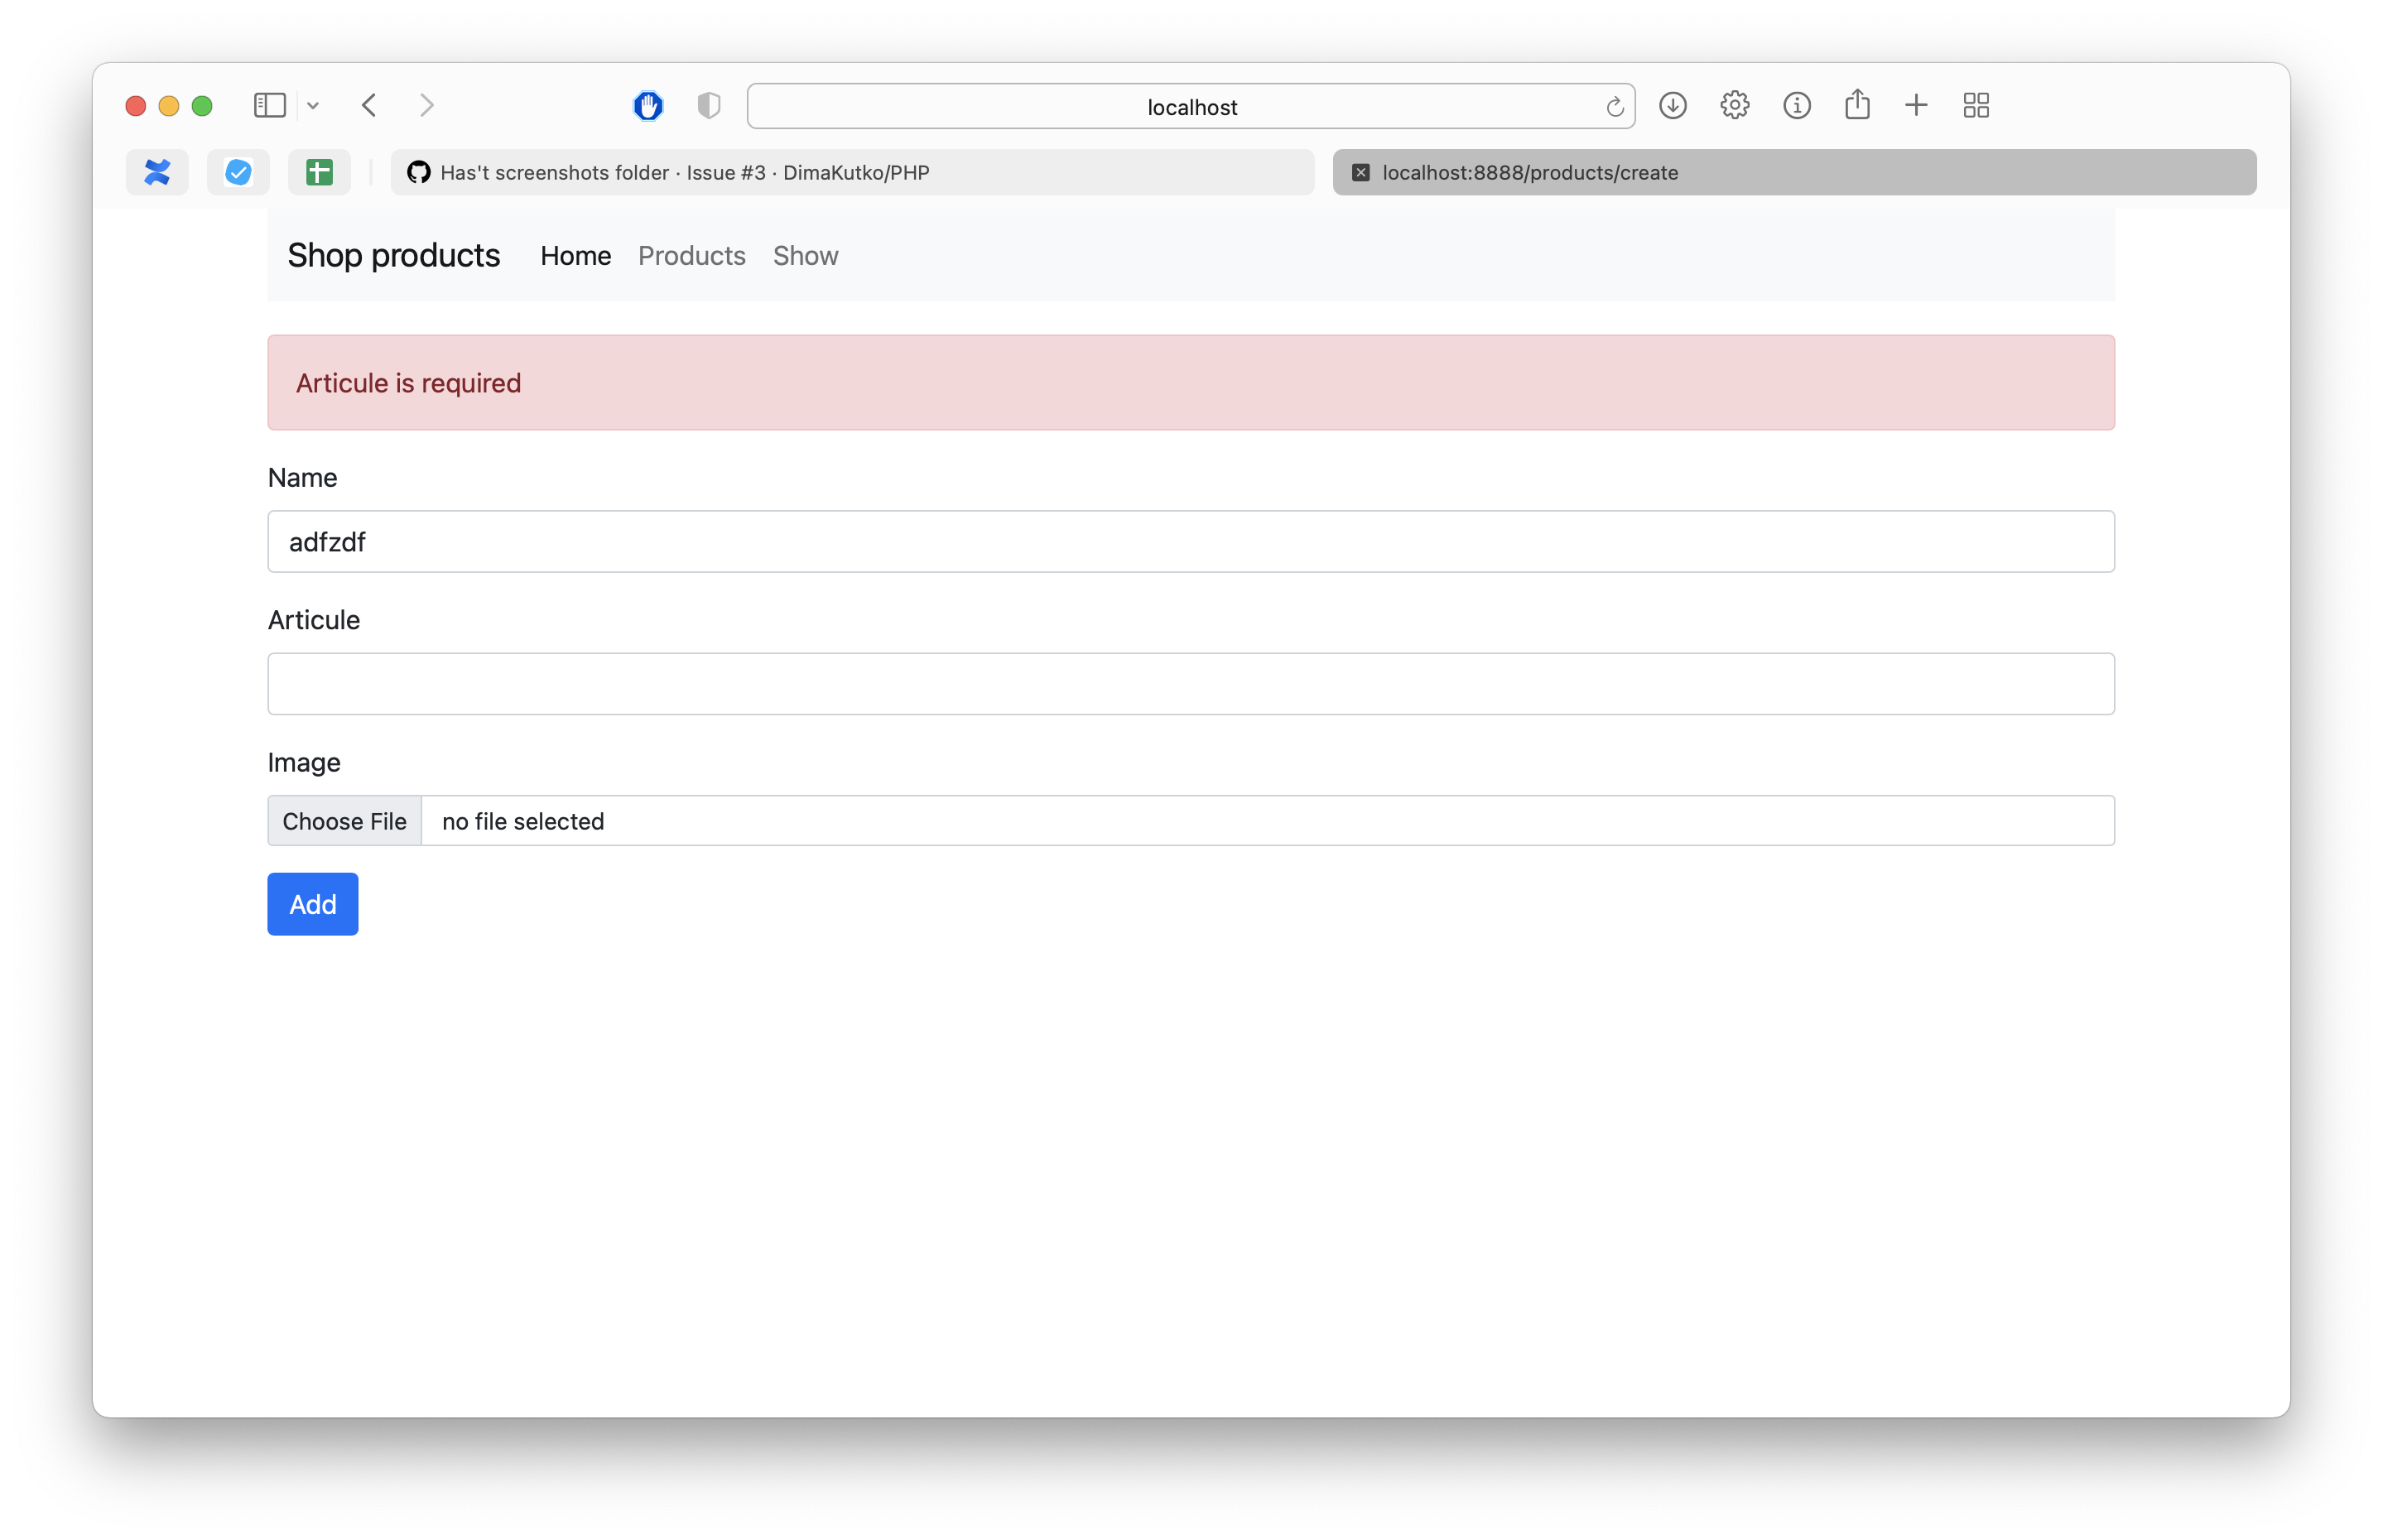 localhost
Has't screenshots folder · Issue #3 · DimaKutko/PHP
localhost:8888/products/create
Shop products Home Products Show
Articule is required
Name
adfzdf
Articule
Image
Choose File no file selected
Add